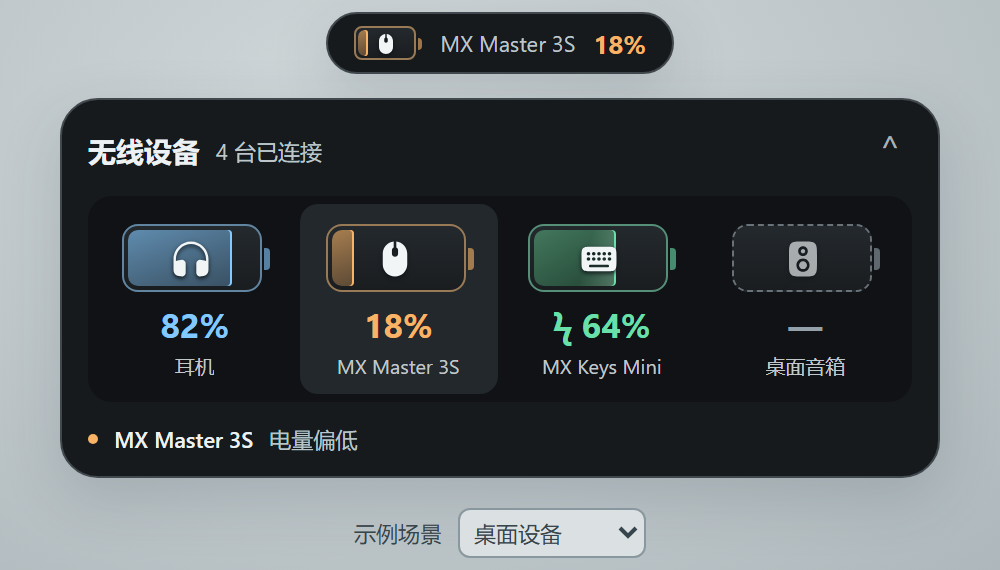 MX Master 3S 18%
无线设备 4 台已连接
82% 18% ϟ 64% —
耳机 MX Master 3S MX Keys Mini 桌面音箱
MX Master 3S 电量偏低
示例场景 桌面设备